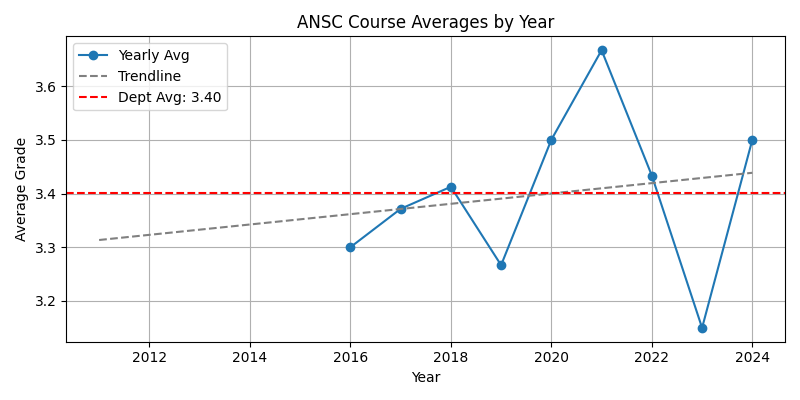 ANSC Course Averages by Year
Yearly Avg
Trendline
Dept Avg: 3.40
Average Grade
3.6
3.5
3.4
3.3
3.2
2012 2014 2016 2018 2020 2022 2024
Year